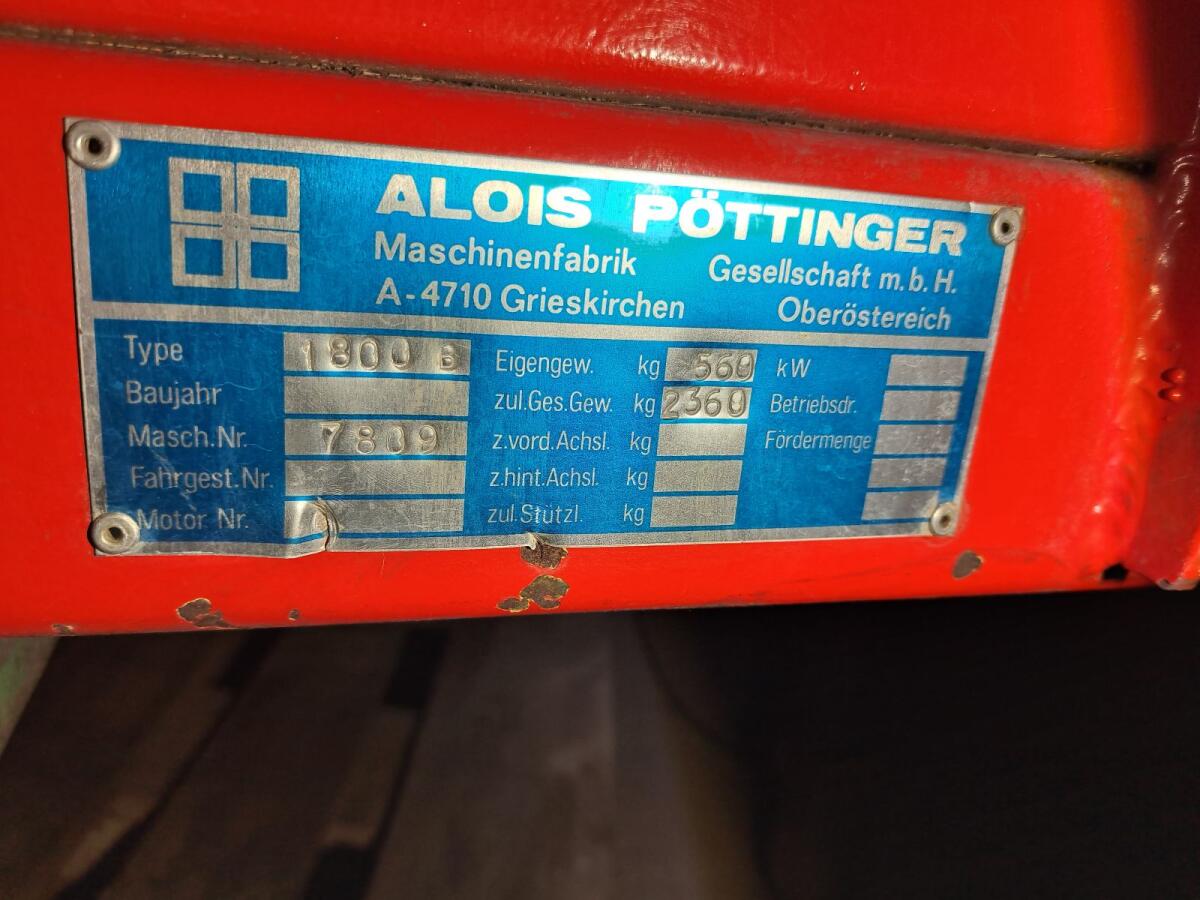 ALOIS PÖTTINGER
Maschinenfabrik Gesellschaft m.b.H.
A-4710 Grieskirchen Oberöstereich
Type 1800 B Eigengew. kg 560 kW
Baujahr zul.Ges.Gew. kg 2360 Betriebsdr.
Masch.Nr. 7809 z.vord.Achsl. kg Fördermenge
Fahrgest.Nr. z.hint.Achsl. kg
Motor Nr. zul.Stützl. kg